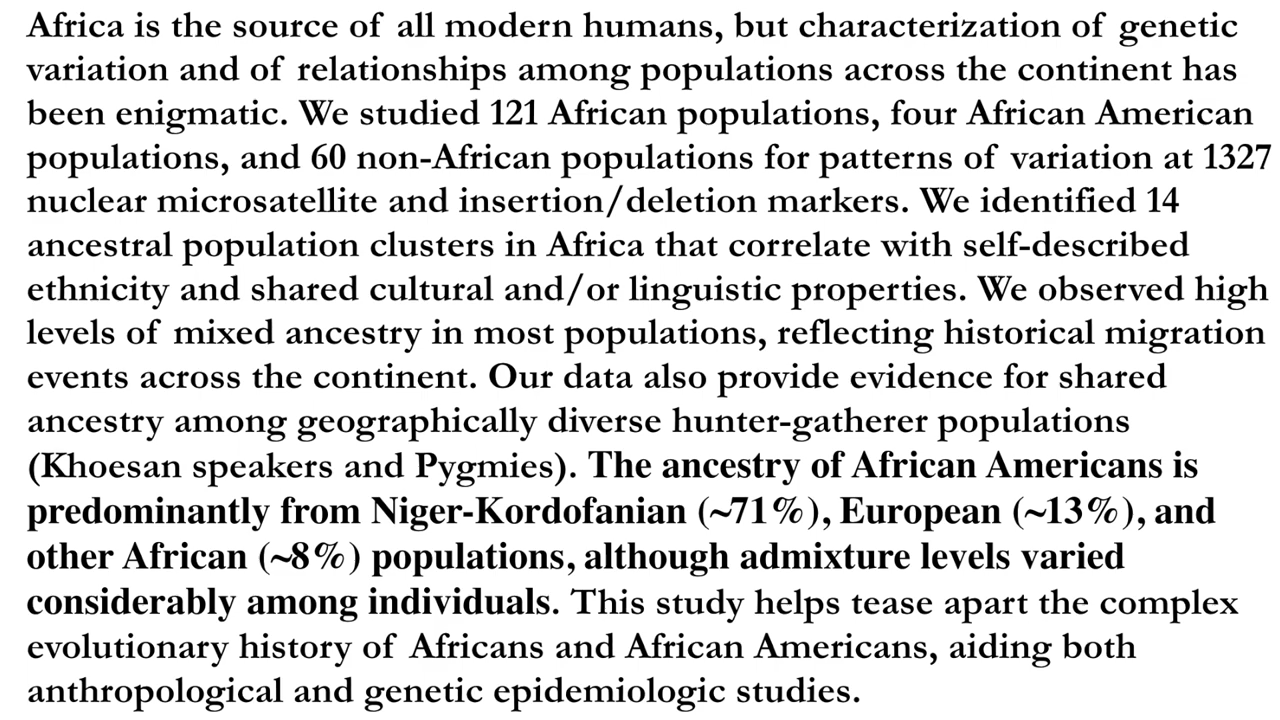 Africa is the source of all modern humans, but characterization of genetic
variation and of relationships among populations across the continent has
been enigmatic. We studied 121 African populations, four African American
populations, and 60 non-African populations for patterns of variation at 1327
nuclear microsatellite and insertion/deletion markers. We identified 14
ancestral population clusters in Africa that correlate with self-described
ethnicity and shared cultural and/or linguistic properties. We observed high
levels of mixed ancestry in most populations, reflecting historical migration
events across the continent. Our data also provide evidence for shared
ancestry among geographically diverse hunter-gatherer populations
(Khoesan speakers and Pygmies). The ancestry of African Americans is
predominantly from Niger-Kordofanian (~71%), European (~13%), and
other African (~8%) populations, although admixture levels varied
considerably among individuals. This study helps tease apart the complex
evolutionary history of Africans and African Americans, aiding both
anthropological and genetic epidemiologic studies.